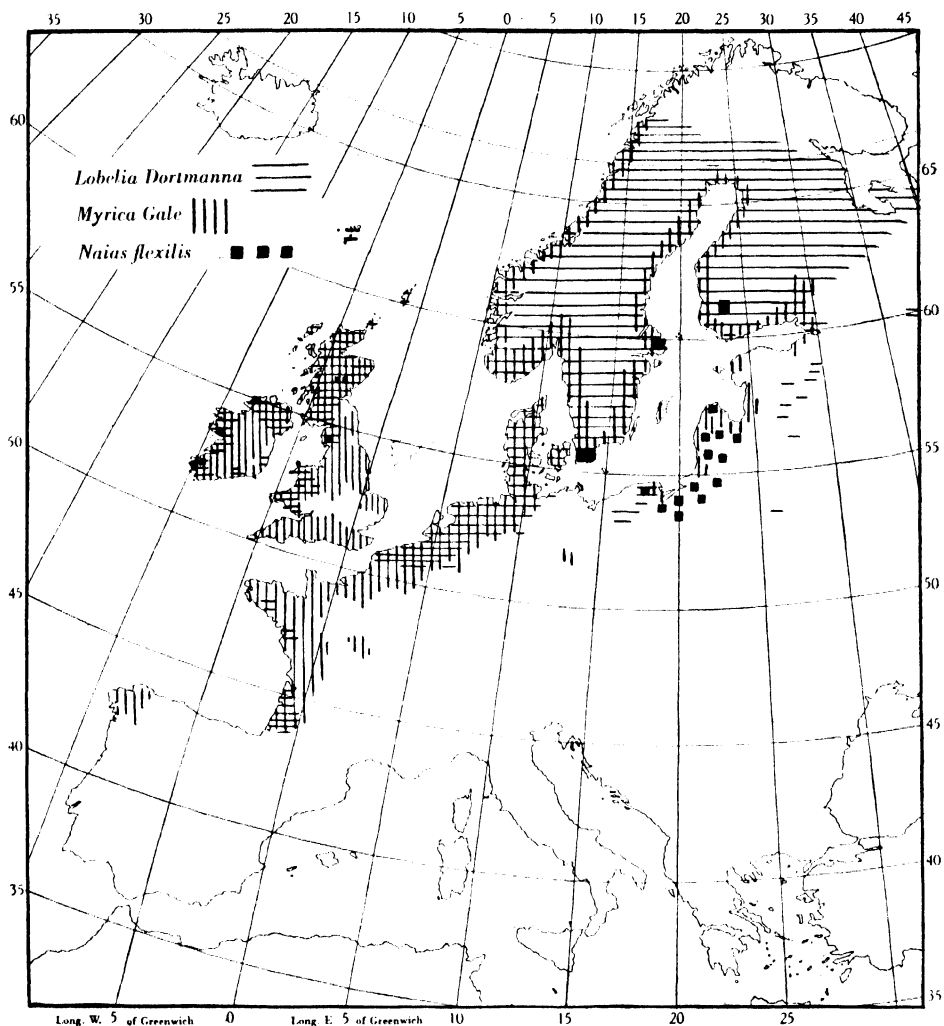 35 30 25 20 15 10 5 0 5 10 15 20 25 30 35 40 45
60
65
Lobelia Dortmanna
Myrica Gale
Naias flexilis
55
60
50
55
45
50
40
45
35
40
35
Long. W. 5 of Greenwich 0 Long. E 5 of Greenwich 10 15 20 25